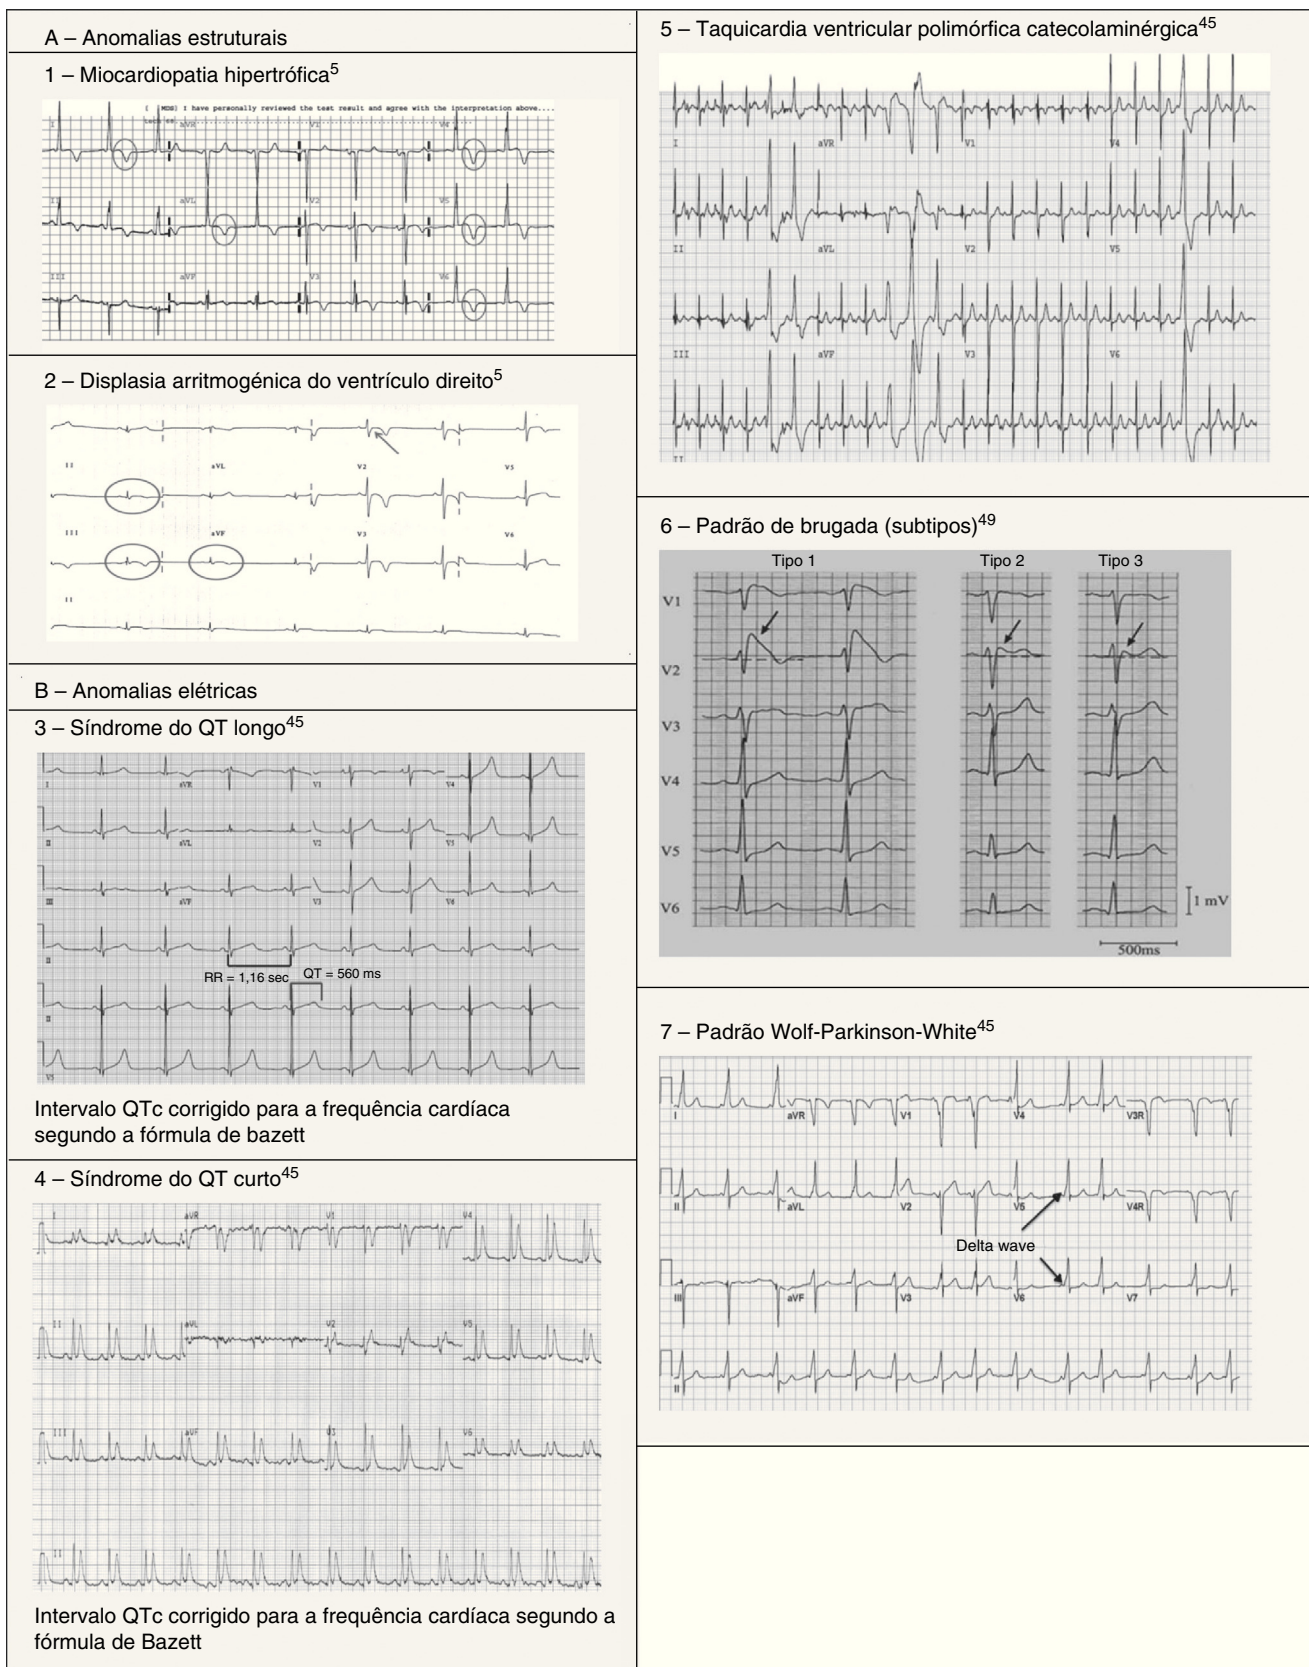 A – Anomalias estruturais
1 – Miocardiopatia hipertrófica5
[ MDS] I have personally reviewed the test result and agree with the interpretation above....
I aVR V1 V4
II aVL V2 V5
III aVF V3 V6
2 – Displasia arritmogénica do ventrículo direito5
II aVL V2 V5
III aVF V3 V6
II
B – Anomalias elétricas
3 – Síndrome do QT longo45
I aVR V1 V4
II aVL V2 V5
III aVF V3 V6
II
RR = 1,16 sec QT = 560 ms
II
V5
Intervalo QTc corrigido para a frequência cardíaca
segundo a fórmula de bazett
4 – Síndrome do QT curto45
I aVR V1 V4
II aVL V2 V5
III aVF V3 V6
II
Intervalo QTc corrigido para a frequência cardíaca segundo a
fórmula de Bazett
5 – Taquicardia ventricular polimórfica catecolaminérgica45
I aVR V1 V4
II aVL V2 V5
III aVF V3 V6
II
6 – Padrão de brugada (subtipos)49
Tipo 1 Tipo 2 Tipo 3
V1
V2
V3
V4
V5
V6
1 mV
500ms
7 – Padrão Wolf-Parkinson-White45
I aVR V1 V4 V3R
II aVL V2 V5 V4R
Delta wave
III aVF V3 V6 V7
II